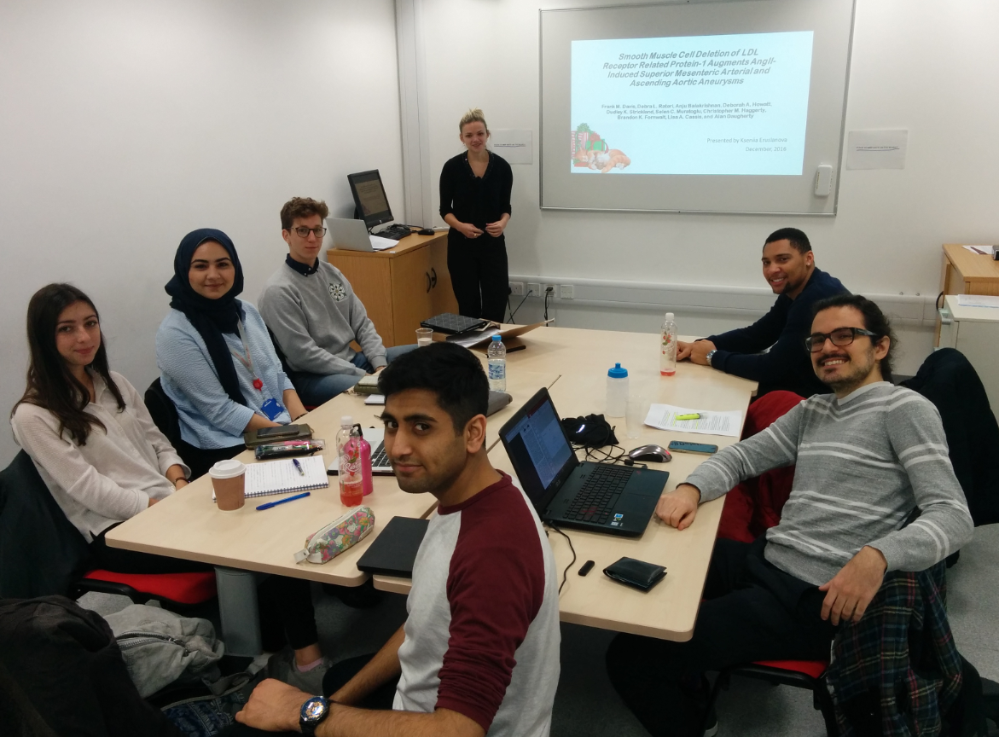 Smooth Muscle Cell Deletion of LDL
Receptor Related Protein-1 Augments AngII-
Induced Superior Mesenteric Arterial and
Ascending Aortic Aneurysms
Frank M. Davis, Debra L. Rateri, Anju Balakrishnan, Deborah A. Howatt,
Dudley K. Strickland, Selen C. Muratoglu, Christopher M. Haggerty,
Brandon K. Fornwalt, Lisa A. Cassis, and Alan Daugherty
Presented by Kseniia
December, 2016